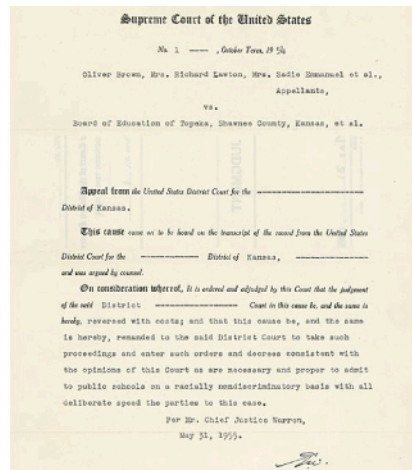 Supreme Court of the United States
No. 1 ---- , October Term, 19 54
Oliver Brown, Mrs. Richard Lawton, Mrs. Sadie Emmanuel et al.,
Appellants,
vs.
Board of Education of Topeka, Shawnee County, Kansas, et al.
Appeal from the United States District Court for the
District of Kansas.
This cause came on to be heard on the transcript of the record from the United States
District Court for the District of Kansas,
and was argued by counsel.
On consideration whereof, It is ordered and adjudged by this Court that the judgment
of the said District Court in this cause be, and the same is
hereby, reversed with costs; and that this cause be, and the same
is hereby, remanded to the said District Court to take such
proceedings and enter such orders and decrees consistent with
the opinions of this Court as are necessary and proper to admit
to public schools on a racially nondiscriminatory basis with all
deliberate speed the parties to this case.
Per Mr. Chief Justice Warren,
May 31, 1955.